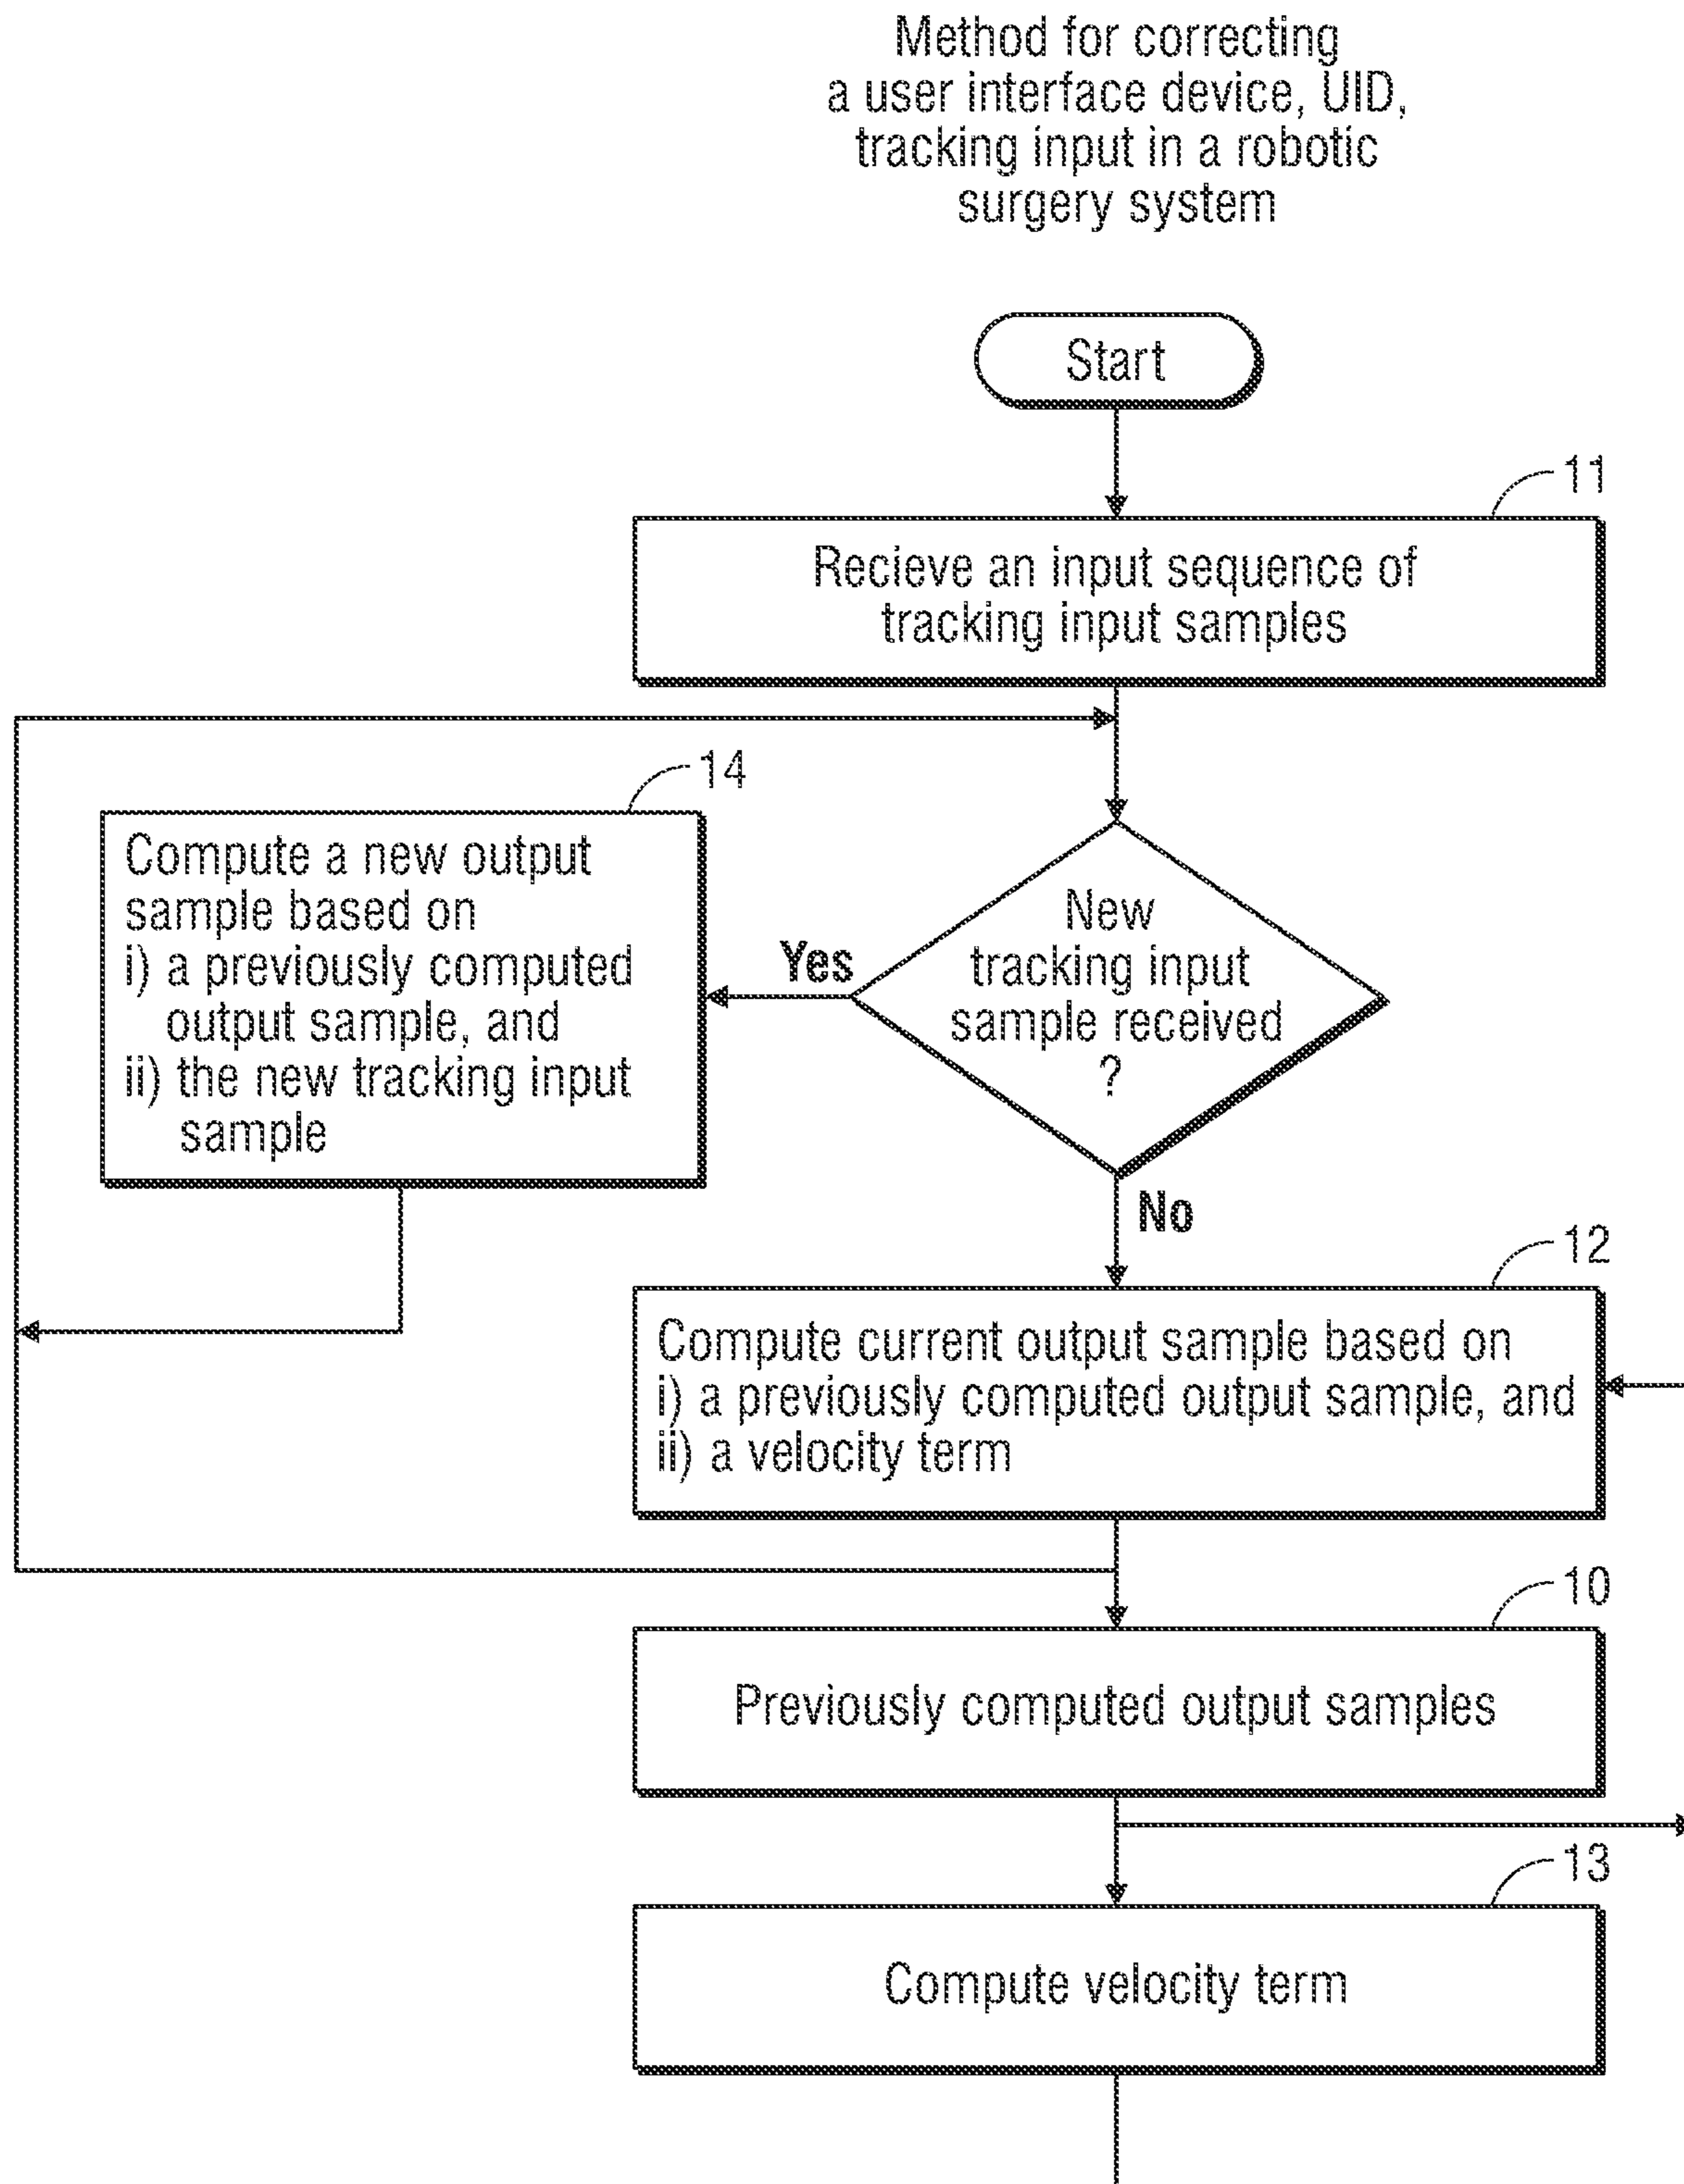 Method for correcting
a user interface device, UID,
tracking input in a robotic
surgery system
Start
11
Recieve an input sequence of
tracking input samples
14
Compute a new output
sample based on
i) a previously computed
output sample, and
ii) the new tracking input
sample
Yes
New
tracking input
sample received
?
No
12
Compute current output sample based on
i) a previously computed output sample, and
ii) a velocity term
10
Previously computed output samples
13
Compute velocity term